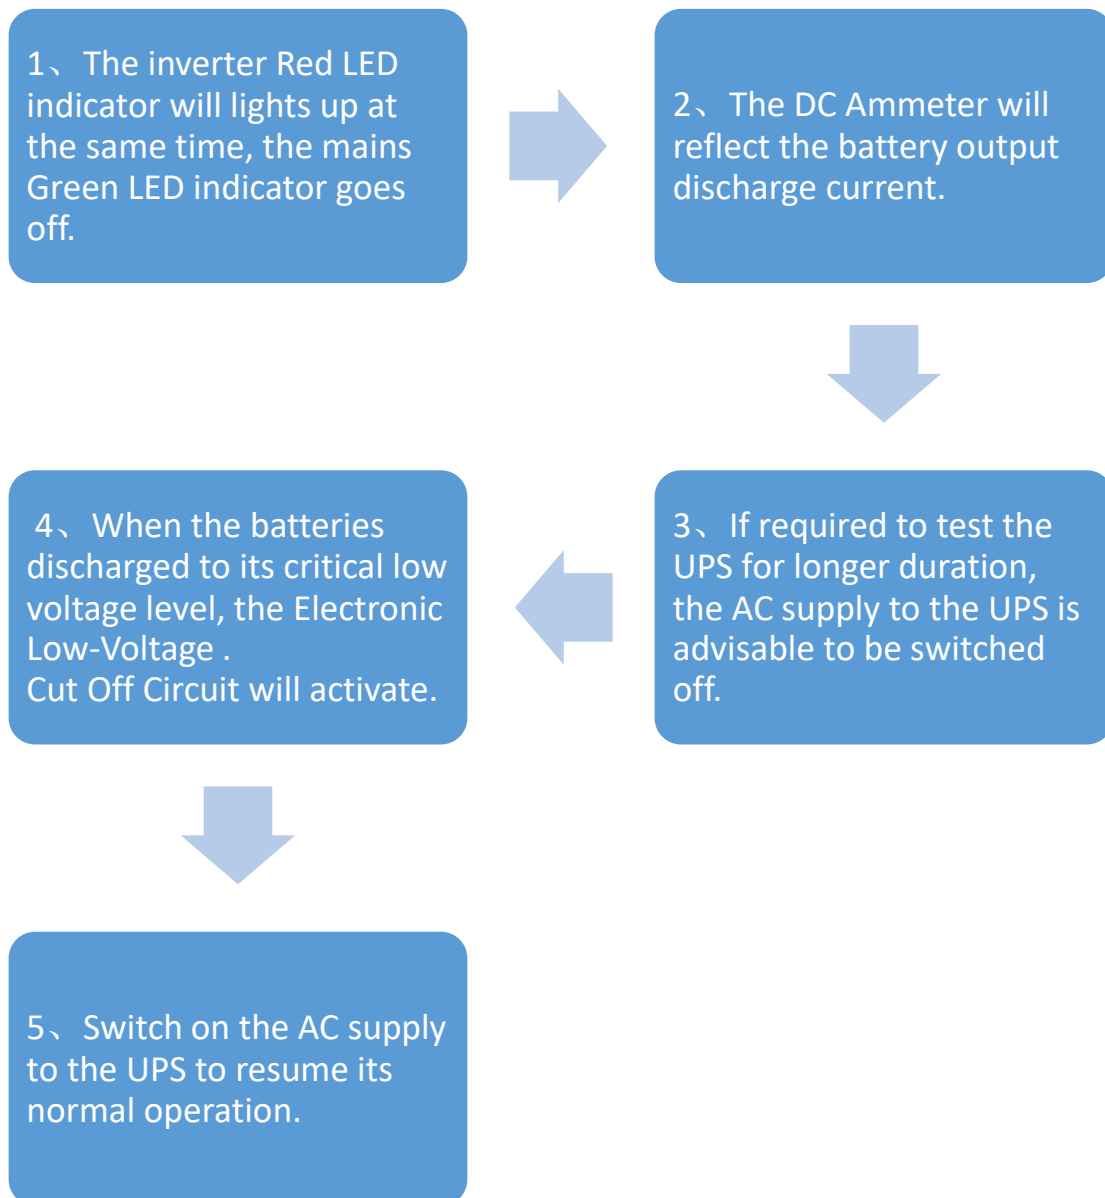 1、The inverter Red LED
indicator will lights up at
the same time, the mains
Green LED indicator goes
off.
2、The DC Ammeter will
reflect the battery output
discharge current.
3、If required to test the
UPS for longer duration,
the AC supply to the UPS is
advisable to be switched
off.
4、When the batteries
discharged to its critical low
voltage level, the Electronic
Low-Voltage .
Cut Off Circuit will activate.
5、Switch on the AC supply
to the UPS to resume its
normal operation.